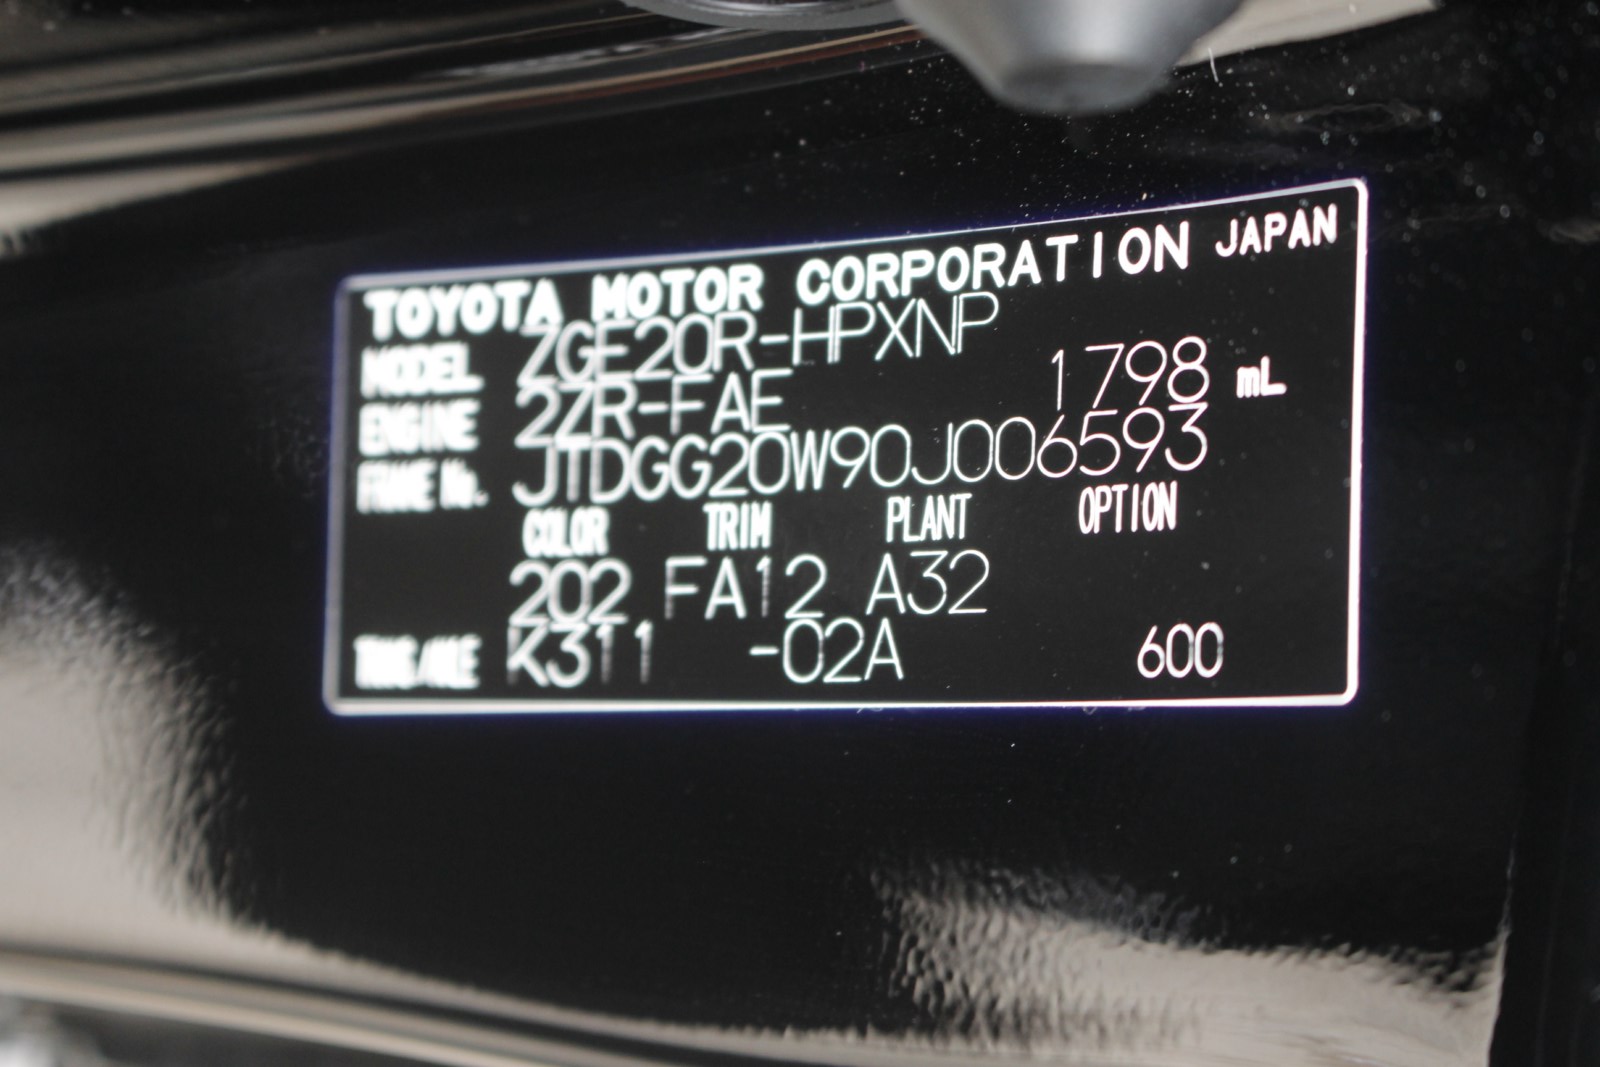 TOYOTA MOTOR CORPORATION JAPAN
MODEL ZGE20R-HPXNP
ENGINE 2ZR-FAE 1798 mL
FRAME No. JTDGG20W90J006593
COLOR TRIM PLANT OPTION
202 FA12 A32
TRNS/AXLE K311 -02A 600